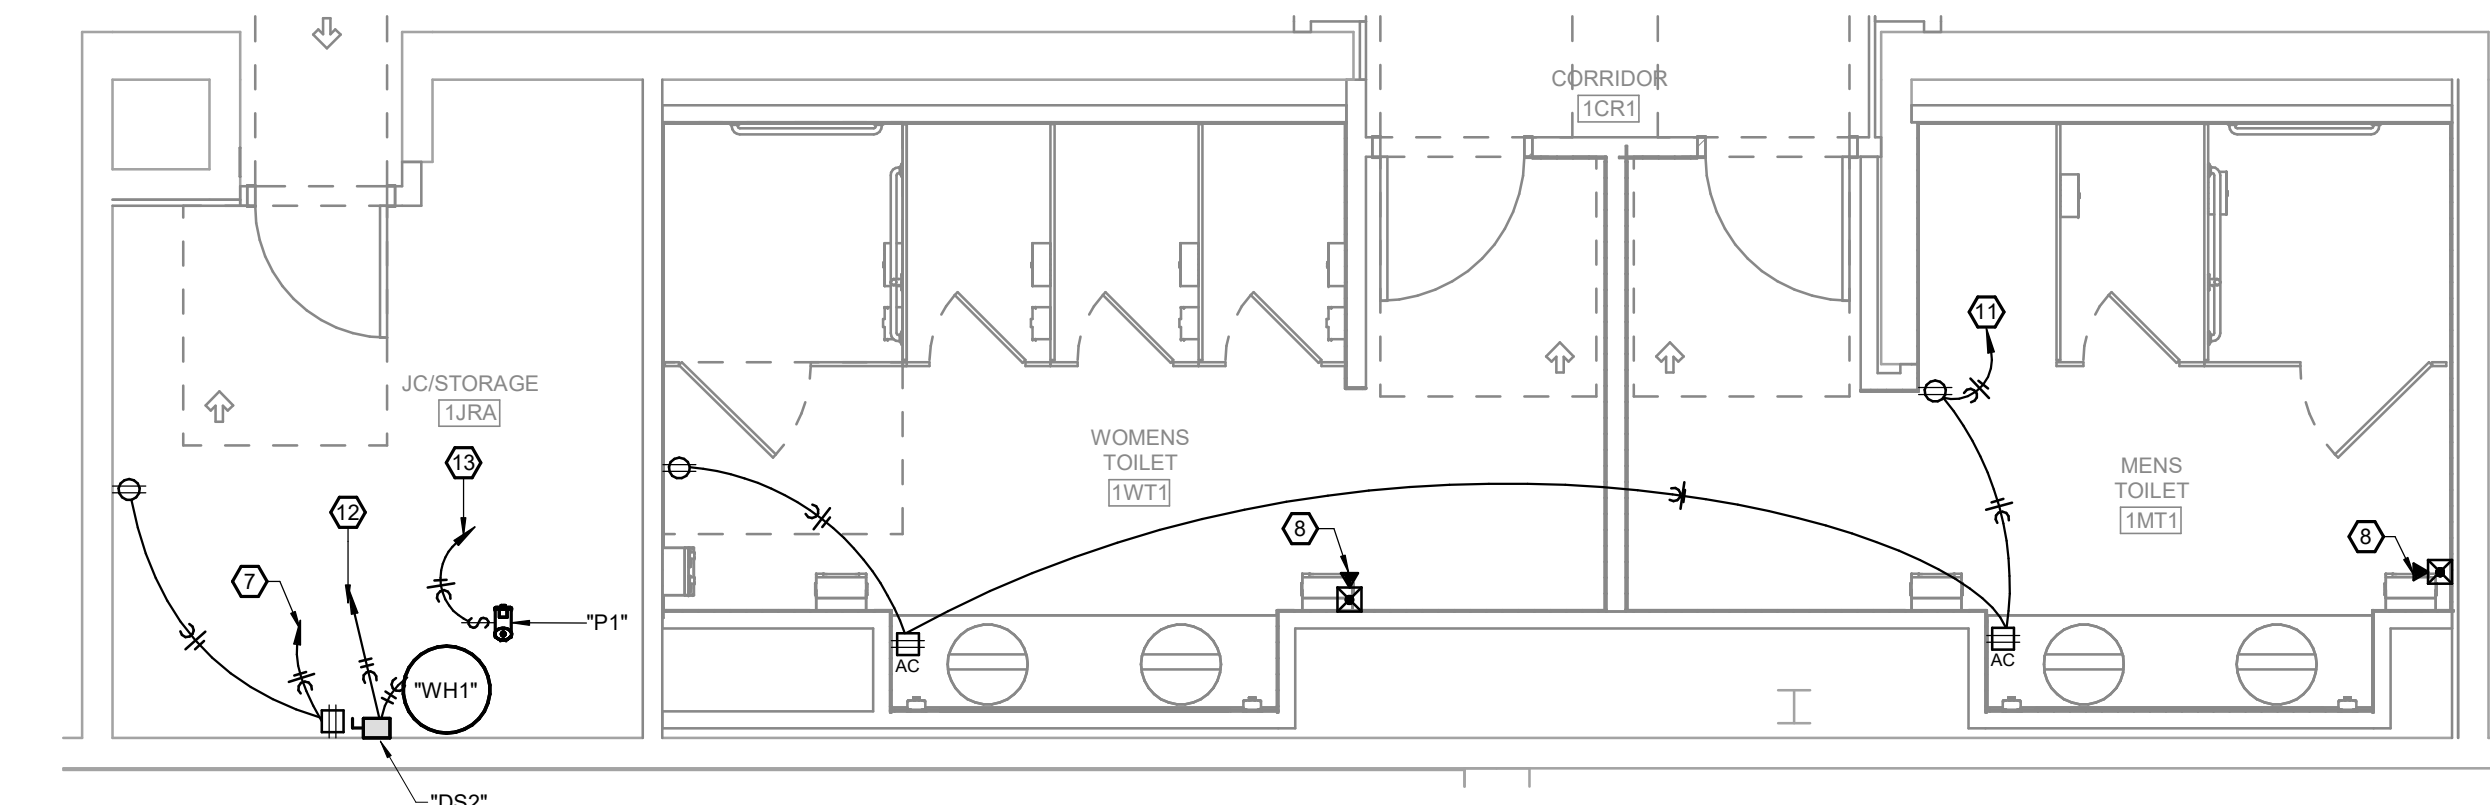 CORRIDOR
1CR1
11
JC/STORAGE
1JRA
WOMENS
TOILET
1WT1
MENS
TOILET
1MT1
13
12
8
8
7
"P1"
AC
AC
"WH1"
"DS2"